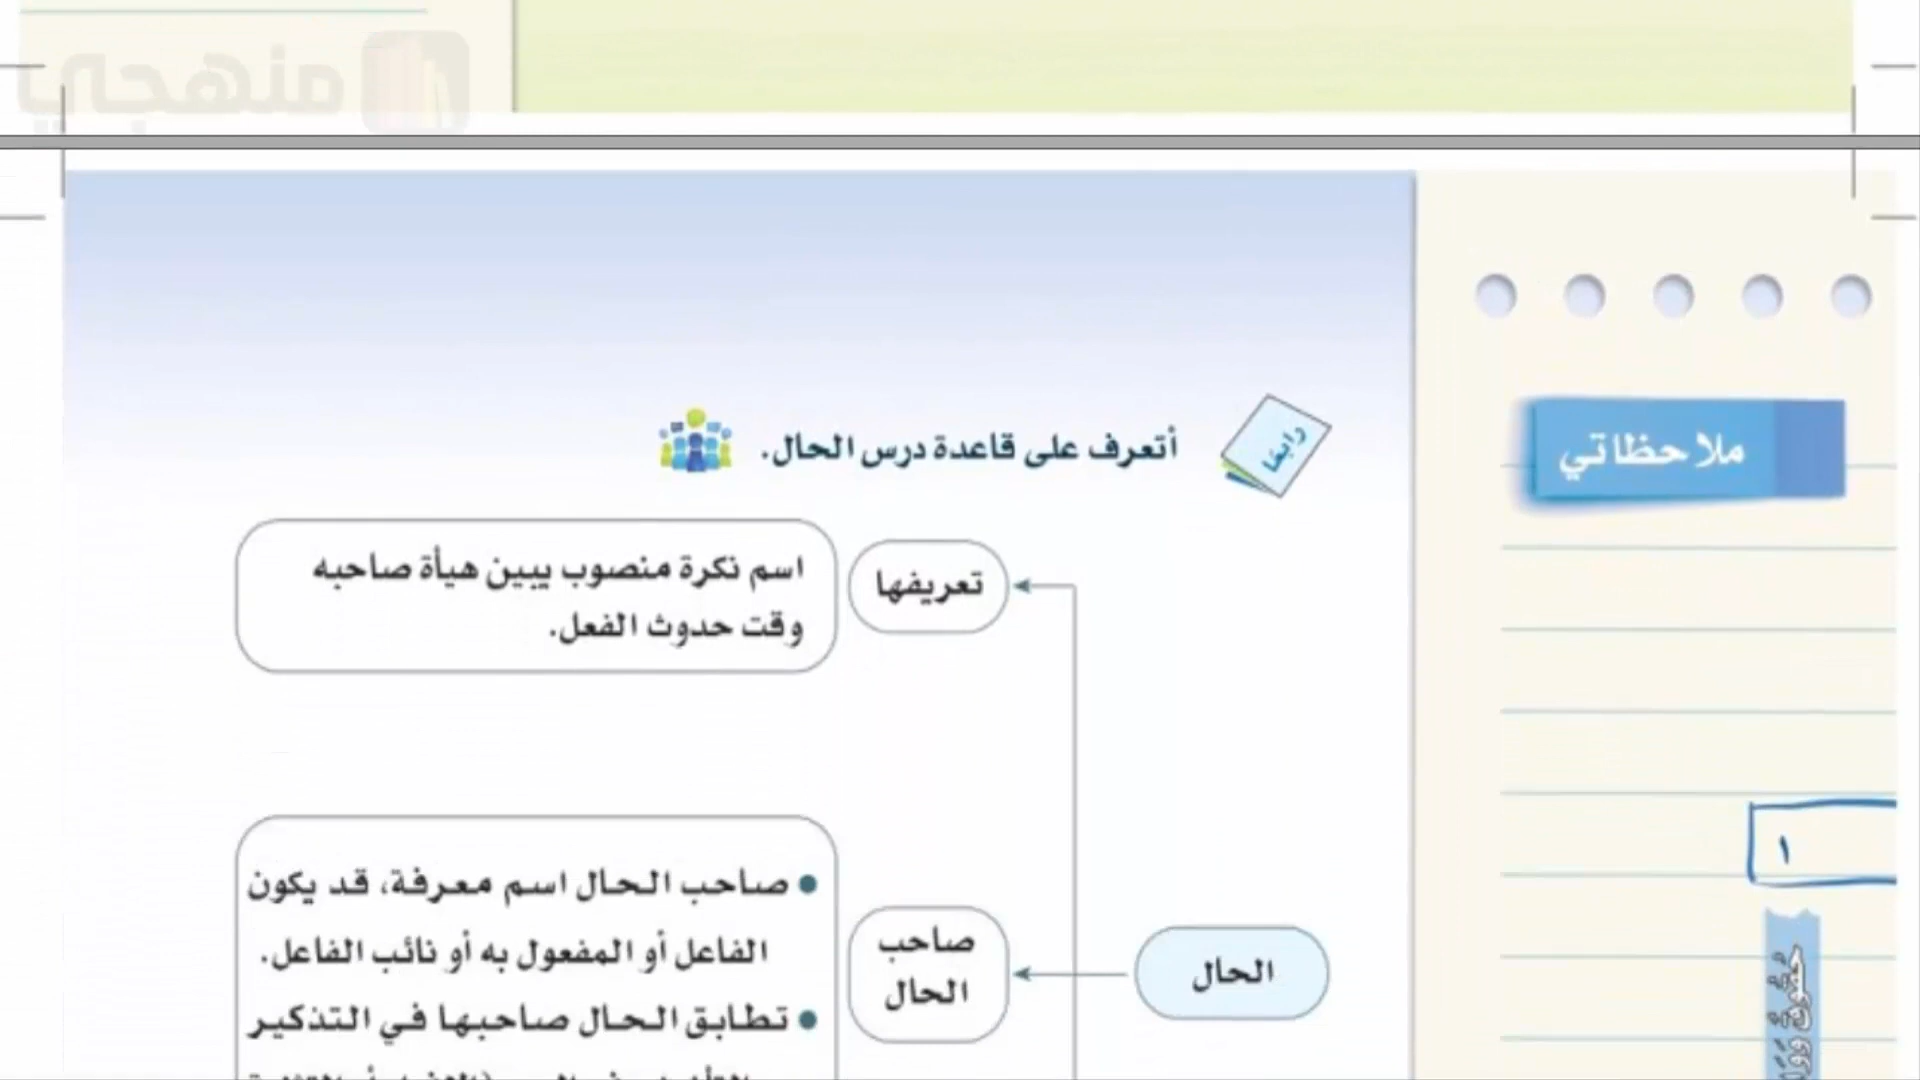 منهجي
رابعًا
أتعرف على قاعدة درس الحال.
ملاحظاتي
تعريفها
اسم نكرة منصوب يبين هيأة صاحبه
وقت حدوث الفعل.
الحال
صاحب
الحال
• صاحب الحال اسم معرفة، قد يكون
الفاعل أو المفعول به أو نائب الفاعل.
• تطابق الحال صاحبها في التذكير
١